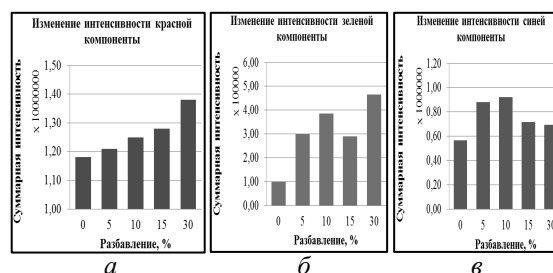 Изменение интенсивности красной
компоненты
Суммарная интенсивность
x 10000000
1,50
1,40
1,30
1,20
1,10
1,00
0 5 10 15 30
Разбавление, %
а
Изменение интенсивности зеленой
компоненты
Суммарная интенсивность
x 1000000
6,00
5,00
4,00
3,00
2,00
1,00
0,00
0 5 10 15 30
Разбавление, %
б
Изменение интенсивности синей
компоненты
Суммарная интенсивность
x 1000000
1,20
1,00
0,80
0,60
0,40
0,20
0,00
0 5 10 15 30
Разбавление, %
в